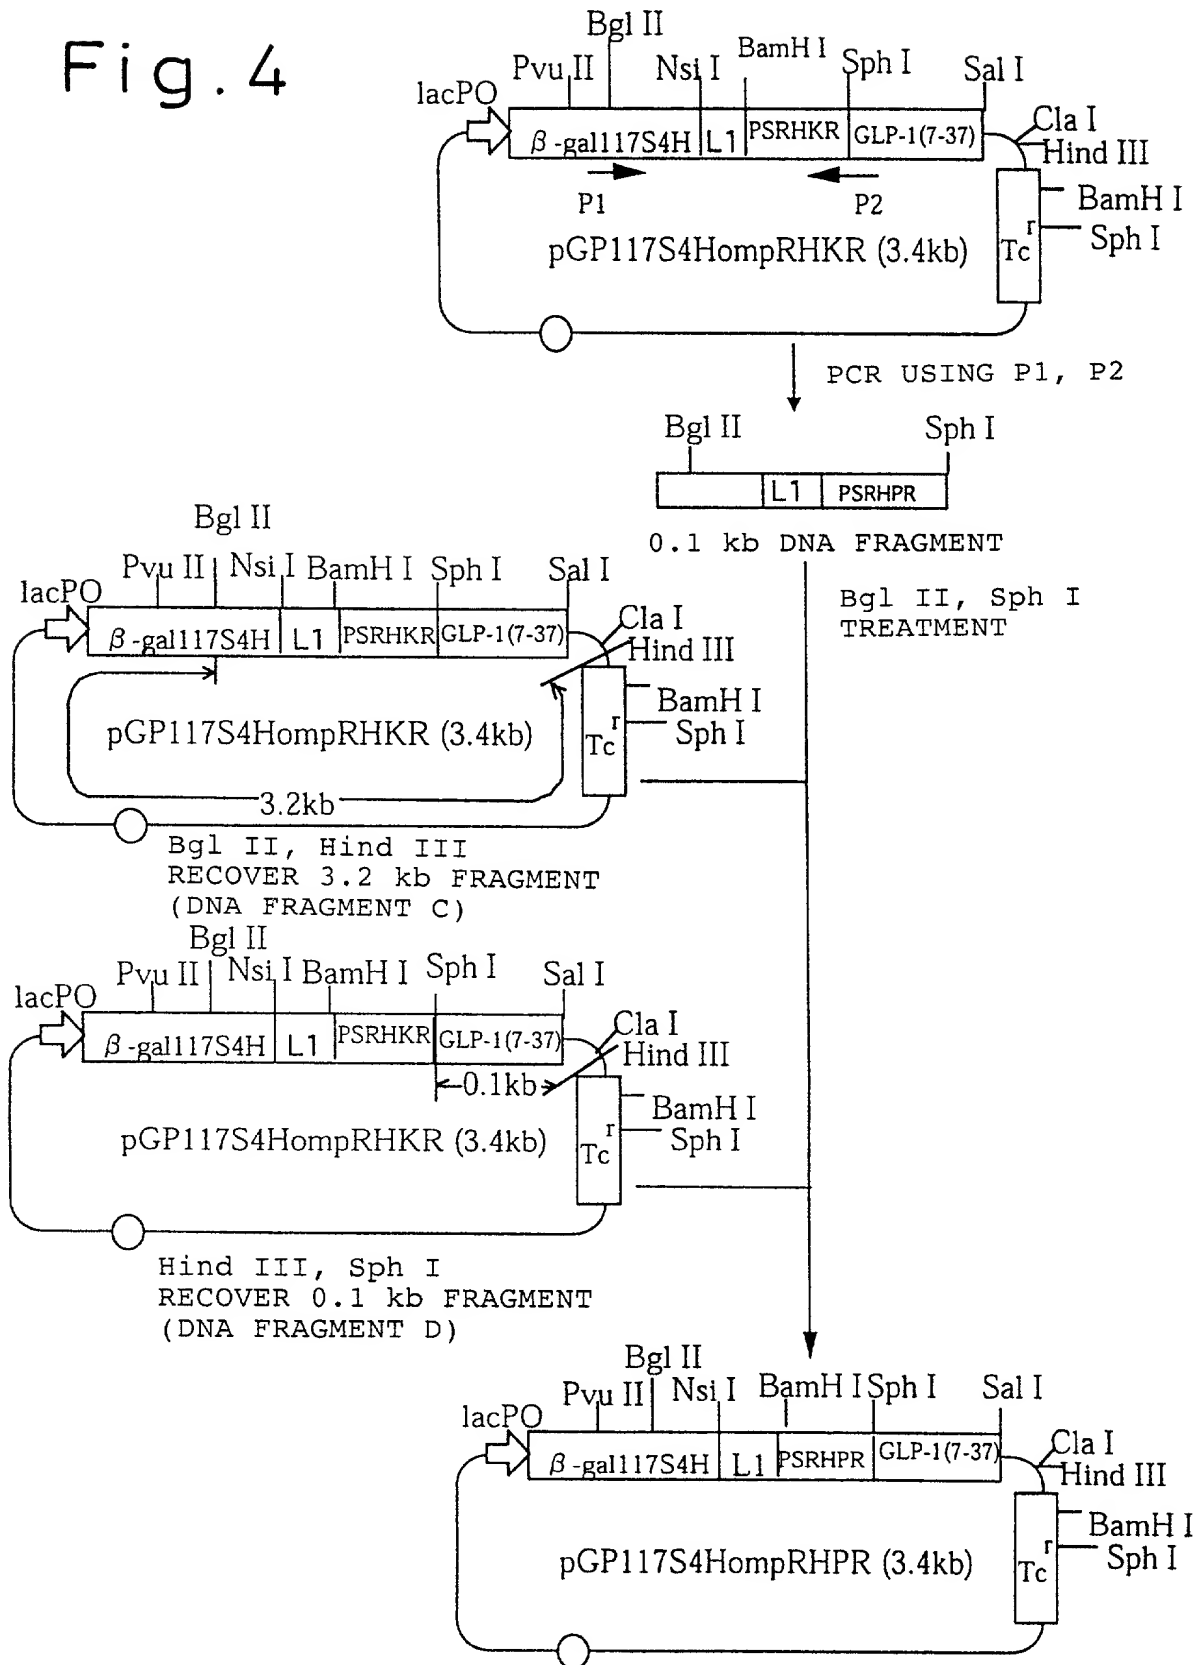 Fig. 4
Bgl II
Pvu II
Nsi I
BamH I
Sph I
Sal I
lacPO
β-gal117S4H
L1
PSRHKR
GLP-1(7-37)
Cla I
Hind III
BamH I
Sph I
Tc r
P1
P2
pGP117S4HompRHKR (3.4kb)
PCR USING P1, P2
Bgl II
Sph I
L1
PSRHPR
0.1 kb DNA FRAGMENT
Bgl II, Sph I
TREATMENT
Bgl II
Pvu II
Nsi I
BamH I
Sph I
Sal I
lacPO
β-gal117S4H
L1
PSRHKR
GLP-1(7-37)
Cla I
Hind III
BamH I
Sph I
Tc r
pGP117S4HompRHKR (3.4kb)
3.2kb
Bgl II, Hind III
RECOVER 3.2 kb FRAGMENT
(DNA FRAGMENT C)
Bgl II
Pvu II
Nsi I
BamH I
Sph I
Sal I
lacPO
β-gal117S4H
L1
PSRHKR
GLP-1(7-37)
Cla I
Hind III
0.1kb
BamH I
Sph I
Tc r
pGP117S4HompRHKR (3.4kb)
Hind III, Sph I
RECOVER 0.1 kb FRAGMENT
(DNA FRAGMENT D)
Bgl II
Pvu II
Nsi I
BamH I
Sph I
Sal I
lacPO
β-gal117S4H
L1
PSRHPR
GLP-1(7-37)
Cla I
Hind III
BamH I
Sph I
Tc r
pGP117S4HompRHPR (3.4kb)